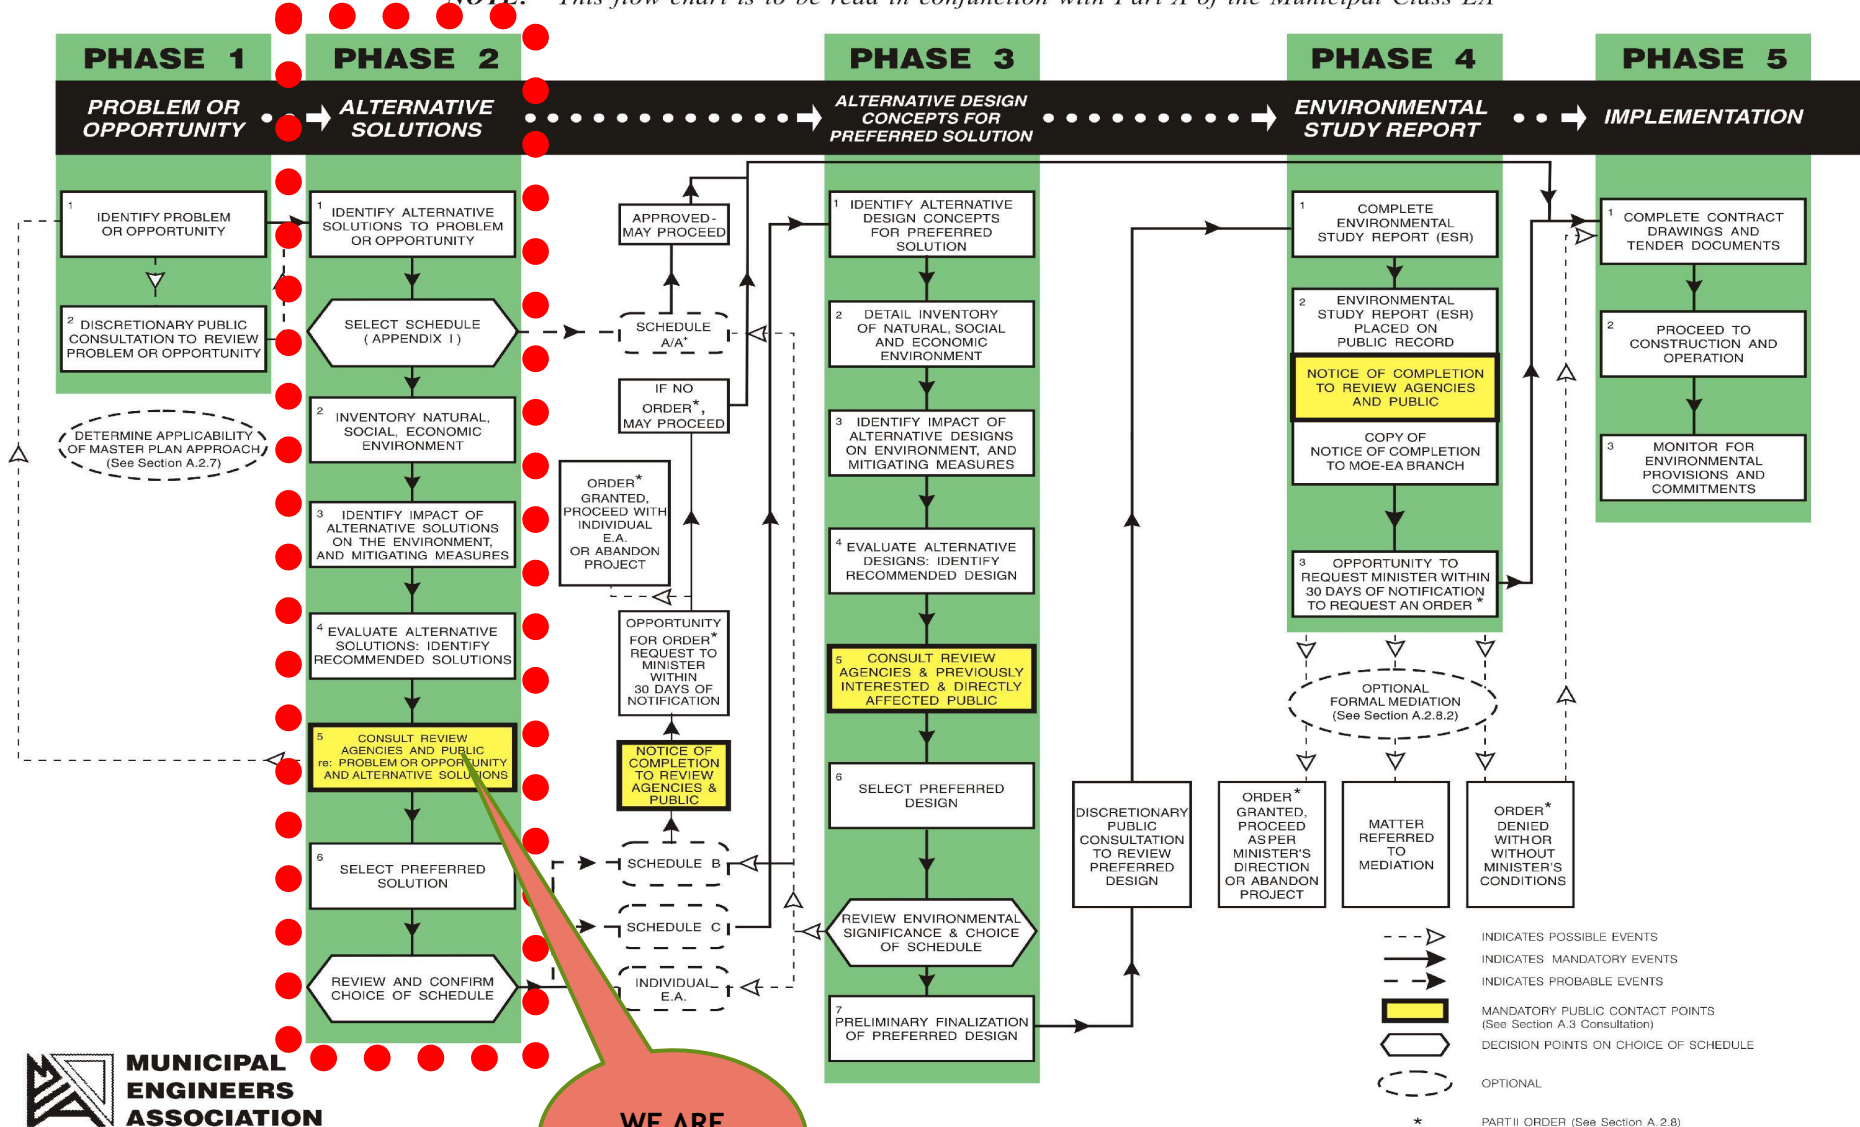 NOTE: This flow chart is to be read in conjunction with Part A of the Municipal Class EA
PHASE 1
PROBLEM OR
OPPORTUNITY
1
IDENTIFY PROBLEM
OR OPPORTUNITY
2
DISCRETIONARY PUBLIC
CONSULTATION TO REVIEW
PROBLEM OR OPPORTUNITY
DETERMINE APPLICABILITY
OF MASTER PLAN APPROACH
(See Section A.2.7)
PHASE 2
ALTERNATIVE
SOLUTIONS
1
IDENTIFY ALTERNATIVE
SOLUTIONS TO PROBLEM
OR OPPORTUNITY
SELECT SCHEDULE
( APPENDIX I )
2
INVENTORY NATURAL,
SOCIAL, ECONOMIC
ENVIRONMENT
3
IDENTIFY IMPACT OF
ALTERNATIVE SOLUTIONS
ON THE ENVIRONMENT,
AND MITIGATING MEASURES
4
EVALUATE ALTERNATIVE
SOLUTIONS: IDENTIFY
RECOMMENDED SOLUTIONS
5
CONSULT REVIEW
AGENCIES AND PUBLIC
re: PROBLEM OR OPPORTUNITY
AND ALTERNATIVE SOLUTIONS
6
SELECT PREFERRED
SOLUTION
REVIEW AND CONFIRM
CHOICE OF SCHEDULE
APPROVED-
MAY PROCEED
SCHEDULE
A/A+
IF NO
ORDER*,
MAY PROCEED
ORDER*
GRANTED,
PROCEED WITH
INDIVIDUAL
E.A.
OR ABANDON
PROJECT
OPPORTUNITY
FOR ORDER*
REQUEST TO
MINISTER
WITHIN
30 DAYS OF
NOTIFICATION
NOTICE OF
COMPLETION
TO REVIEW
AGENCIES &
PUBLIC
SCHEDULE B
SCHEDULE C
INDIVIDUAL
E.A.
PHASE 3
ALTERNATIVE DESIGN
CONCEPTS FOR
PREFERRED SOLUTION
1
IDENTIFY ALTERNATIVE
DESIGN CONCEPTS
FOR PREFERRED
SOLUTION
2
DETAIL INVENTORY
OF NATURAL, SOCIAL
AND ECONOMIC
ENVIRONMENT
3
IDENTIFY IMPACT OF
ALTERNATIVE DESIGNS
ON ENVIRONMENT, AND
MITIGATING MEASURES
4
EVALUATE ALTERNATIVE
DESIGNS: IDENTIFY
RECOMMENDED DESIGN
5
CONSULT REVIEW
AGENCIES & PREVIOUSLY
INTERESTED & DIRECTLY
AFFECTED PUBLIC
6
SELECT PREFERRED
DESIGN
REVIEW ENVIRONMENTAL
SIGNIFICANCE & CHOICE
OF SCHEDULE
7
PRELIMINARY FINALIZATION
OF PREFERRED DESIGN
DISCRETIONARY
PUBLIC
CONSULTATION
TO REVIEW
PREFERRED
DESIGN
PHASE 4
ENVIRONMENTAL
STUDY REPORT
1
COMPLETE
ENVIRONMENTAL
STUDY REPORT (ESR)
2
ENVIRONMENTAL
STUDY REPORT (ESR)
PLACED ON
PUBLIC RECORD
NOTICE OF COMPLETION
TO REVIEW AGENCIES
AND PUBLIC
COPY OF
NOTICE OF COMPLETION
TO MOE-EA BRANCH
3
OPPORTUNITY TO
REQUEST MINISTER WITHIN
30 DAYS OF NOTIFICATION
TO REQUEST AN ORDER*
OPTIONAL
FORMAL MEDIATION
(See Section A.2.8.2)
ORDER*
GRANTED,
PROCEED
AS PER
MINISTER'S
DIRECTION
OR ABANDON
PROJECT
MATTER
REFERRED
TO
MEDIATION
ORDER*
DENIED
WITH OR
WITHOUT
MINISTER'S
CONDITIONS
PHASE 5
IMPLEMENTATION
1
COMPLETE CONTRACT
DRAWINGS AND
TENDER DOCUMENTS
2
PROCEED TO
CONSTRUCTION AND
OPERATION
3
MONITOR FOR
ENVIRONMENTAL
PROVISIONS AND
COMMITMENTS
INDICATES POSSIBLE EVENTS
INDICATES MANDATORY EVENTS
INDICATES PROBABLE EVENTS
MANDATORY PUBLIC CONTACT POINTS
(See Section A.3 Consultation)
DECISION POINTS ON CHOICE OF SCHEDULE
OPTIONAL
* PART II ORDER (See Section A.2.8)
MUNICIPAL
ENGINEERS
ASSOCIATION
WE ARE